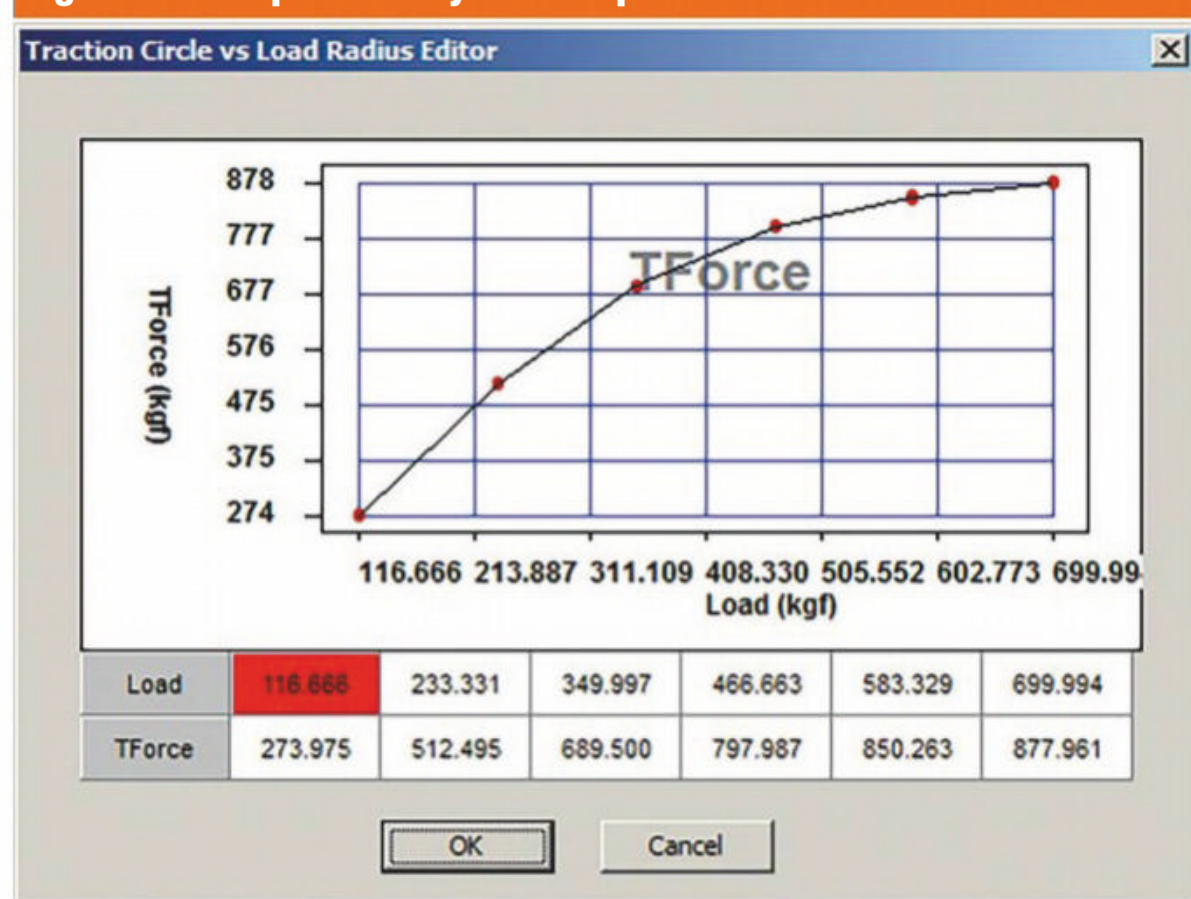 Traction Circle vs Load Radius Editor
878
777
677
576
475
375
274
TForce (kgf)
TForce
116.666 213.887 311.109 408.330 505.552 602.773 699.99
Load (kgf)
Load 116.666 233.331 349.997 466.663 583.329 699.994
TForce 273.975 512.495 689.500 797.987 850.263 877.961
OK Cancel